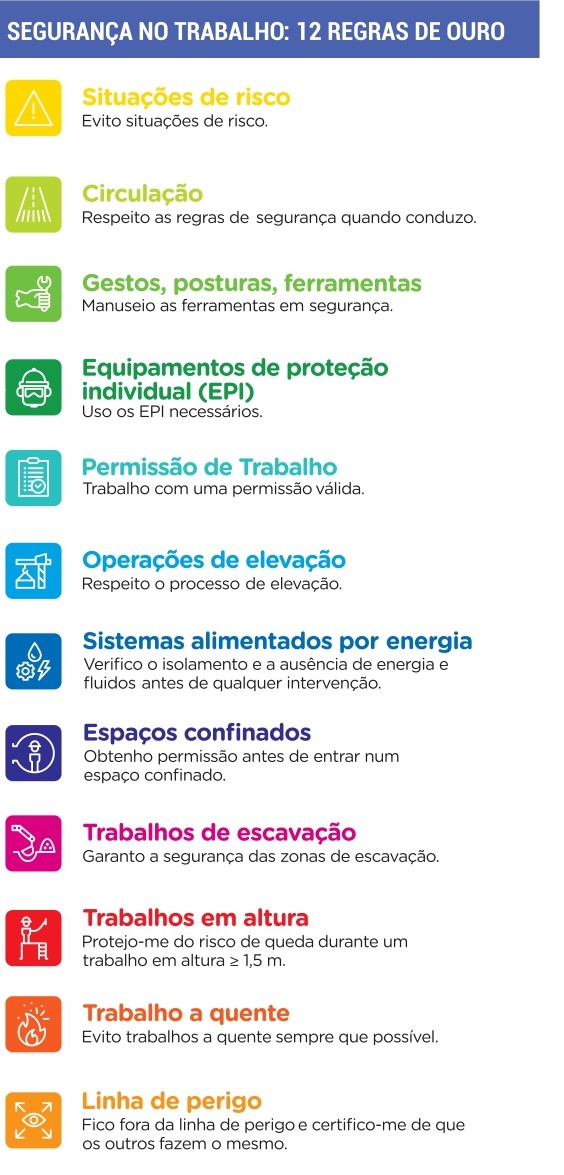 SEGURANÇA NO TRABALHO: 12 REGRAS DE OURO
Situações de risco
Evito situações de risco.
Circulação
Respeito as regras de segurança quando conduzo.
Gestos, posturas, ferramentas
Manuseio as ferramentas em segurança.
Equipamentos de proteção
individual (EPI)
Uso os EPI necessários.
Permissão de Trabalho
Trabalho com uma permissão válida.
Operações de elevação
Respeito o processo de elevação.
Sistemas alimentados por energia
Verifico o isolamento e a ausência de energia e
fluidos antes de qualquer intervenção.
Espaços confinados
Obtenho permissão antes de entrar num
espaço confinado.
Trabalhos de escavação
Garanto a segurança das zonas de escavação.
Trabalhos em altura
Protejo-me do risco de queda durante um
trabalho em altura ≥ 1,5 m.
Trabalho a quente
Evito trabalhos a quente sempre que possível.
Linha de perigo
Fico fora da linha de perigo e certifico-me de que
os outros fazem o mesmo.